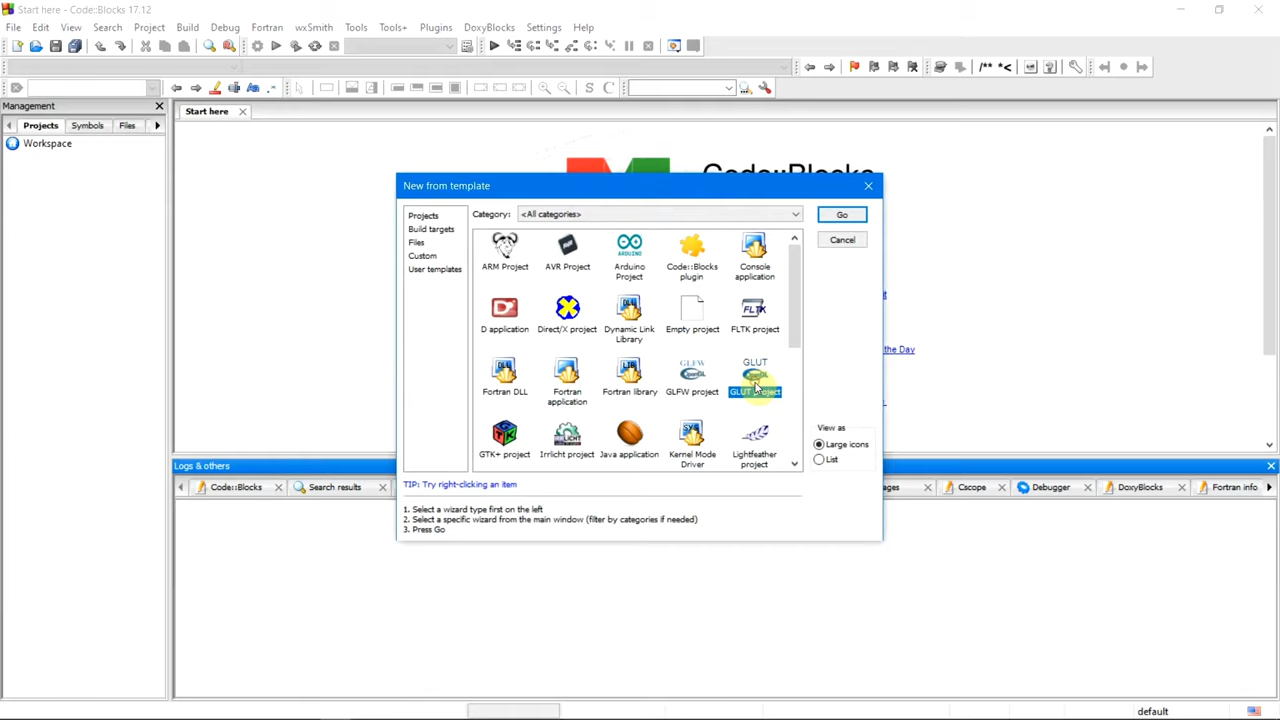 Start here - Code::Blocks 17.12
File Edit View Search Project Build Debug Fortran wxSmith Tools Tools+ Plugins DoxyBlocks Settings Help
/** *<
S C
Management
Start here
Projects Symbols Files
Workspace
Code::Blocks
New from template
Projects
Build targets
Files
Custom
User templates
Category: <All categories>
Go
Cancel
ARM Project
AVR Project
Arduino Project
Code::Blocks plugin
Console application
D application
Direct/X project
Dynamic Link Library
Empty project
FLTK project
Fortran DLL
Fortran application
Fortran library
GLFW project
GLUT project
GTK+ project
Irrlicht project
Java application
Kernel Mode Driver
Lightfeather project
View as
Large icons
List
TIP: Try right-clicking an item
1. Select a wizard type first on the left
2. Select a specific wizard from the main window (filter by categories if needed)
3. Press Go
the Day
Logs & others
Code::Blocks Search results Cscope Debugger DoxyBlocks Fortran info
default